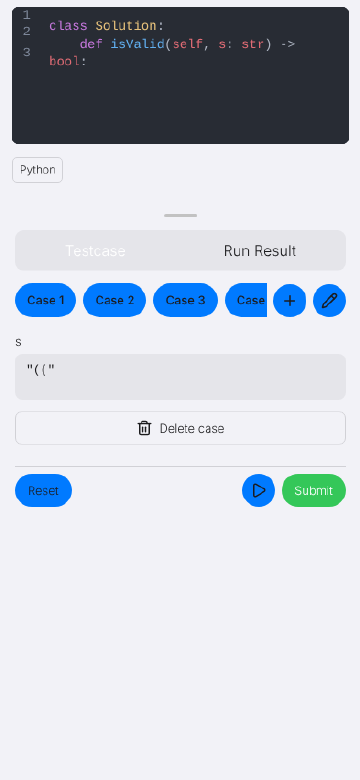 1
class Solution:
2
def isValid(self, s: str) ->
3
bool:
Python
Testcase
Run Result
Case 1
Case 2
Case 3
Case
s
"(("
Delete case
Reset
Submit